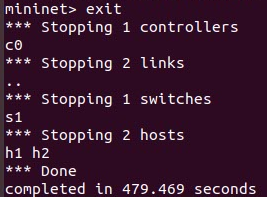 mininet> exit
*** Stopping 1 controllers
c0
*** Stopping 2 links
..
*** Stopping 1 switches
s1
*** Stopping 2 hosts
h1 h2
*** Done
completed in 479.469 seconds